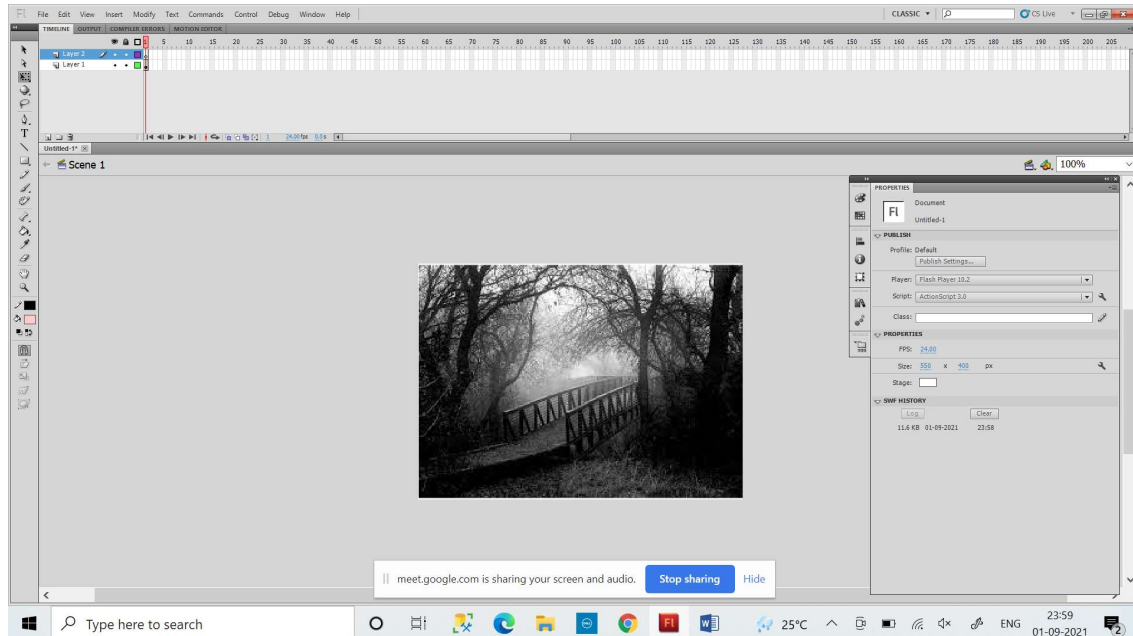 Fl File Edit View Insert Modify Text Commands Control Debug Window Help CLASSIC CS Live
TIMELINE OUTPUT COMPILER ERRORS MOTION EDITOR
1 5 10 15 20 25 30 35 40 45 50 55 60 65 70 75 80 85 90 95 100 105 110 115 120 125 130 135 140 145 150 155 160 165 170 175 180 185 190 195 200 205
Layer 2
Layer 1
1 24.00 fps 0.0 s
Untitled-1*
Scene 1 100%
PROPERTIES
Fl Document
Untitled-1
PUBLISH
Profile: Default
Publish Settings...
Player: Flash Player 10.2
Script: ActionScript 3.0
Class:
PROPERTIES
FPS: 24.00
Size: 550 x 400 px
Stage:
SWF HISTORY
Log Clear
11.6 KB 01-09-2021 23:58
meet.google.com is sharing your screen and audio. Stop sharing Hide
Type here to search
DELL
Fl
W
25°C
ENG
23:59
01-09-2021
2
T